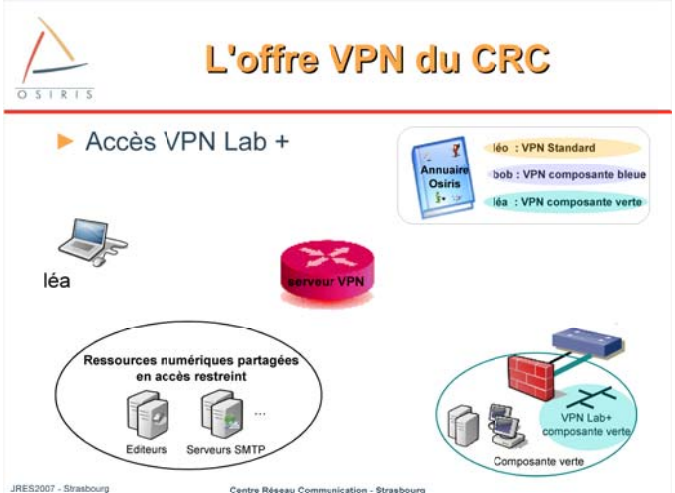 L'offre VPN du CRC
OSIRIS
► Accès VPN Lab +
Annuaire
Osiris
léo : VPN Standard
bob : VPN composante bleue
léa : VPN composante verte
léa
serveur VPN
Ressources numériques partagées
en accès restreint
...
Editeurs
Serveurs SMTP
VPN Lab+
composante verte
Composante verte
JRES2007 - Strasbourg
Centre Réseau Communication - Strasbourg